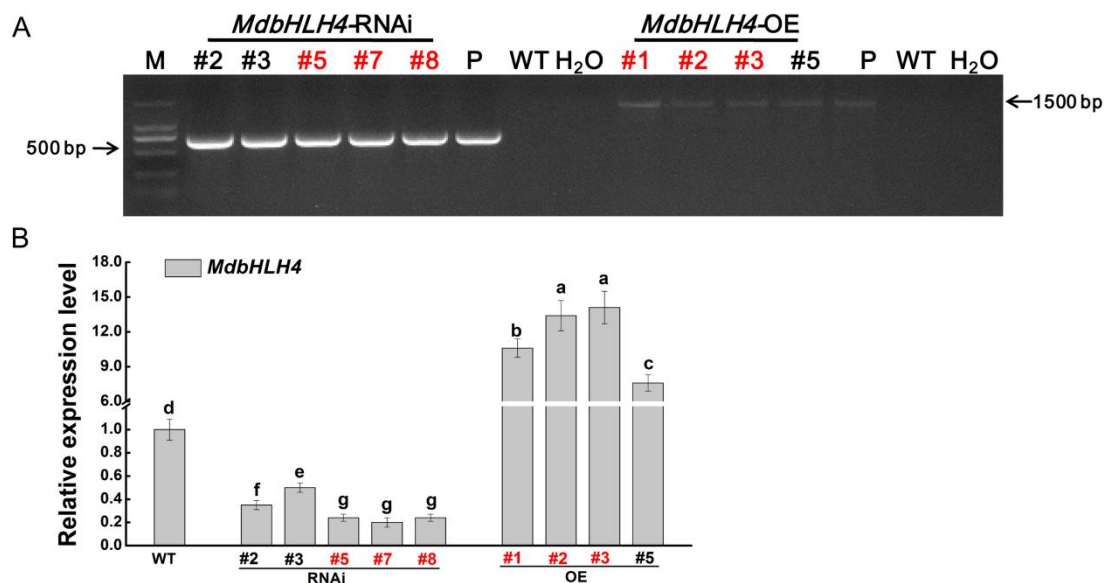 A
MdbHLH4-RNAi
MdbHLH4-OE
M #2 #3 #5 #7 #8 P WT H₂O #1 #2 #3 #5 P WT H₂O
500 bp
1500 bp
B
Relative expression level
MdbHLH4
18.0
15.0
12.0
9.0
6.0
1.0
0.8
0.6
0.4
0.2
0.0
d
f
e
g
g
g
b
a
a
c
WT #2 #3 #5 #7 #8 #1 #2 #3 #5
RNAi OE